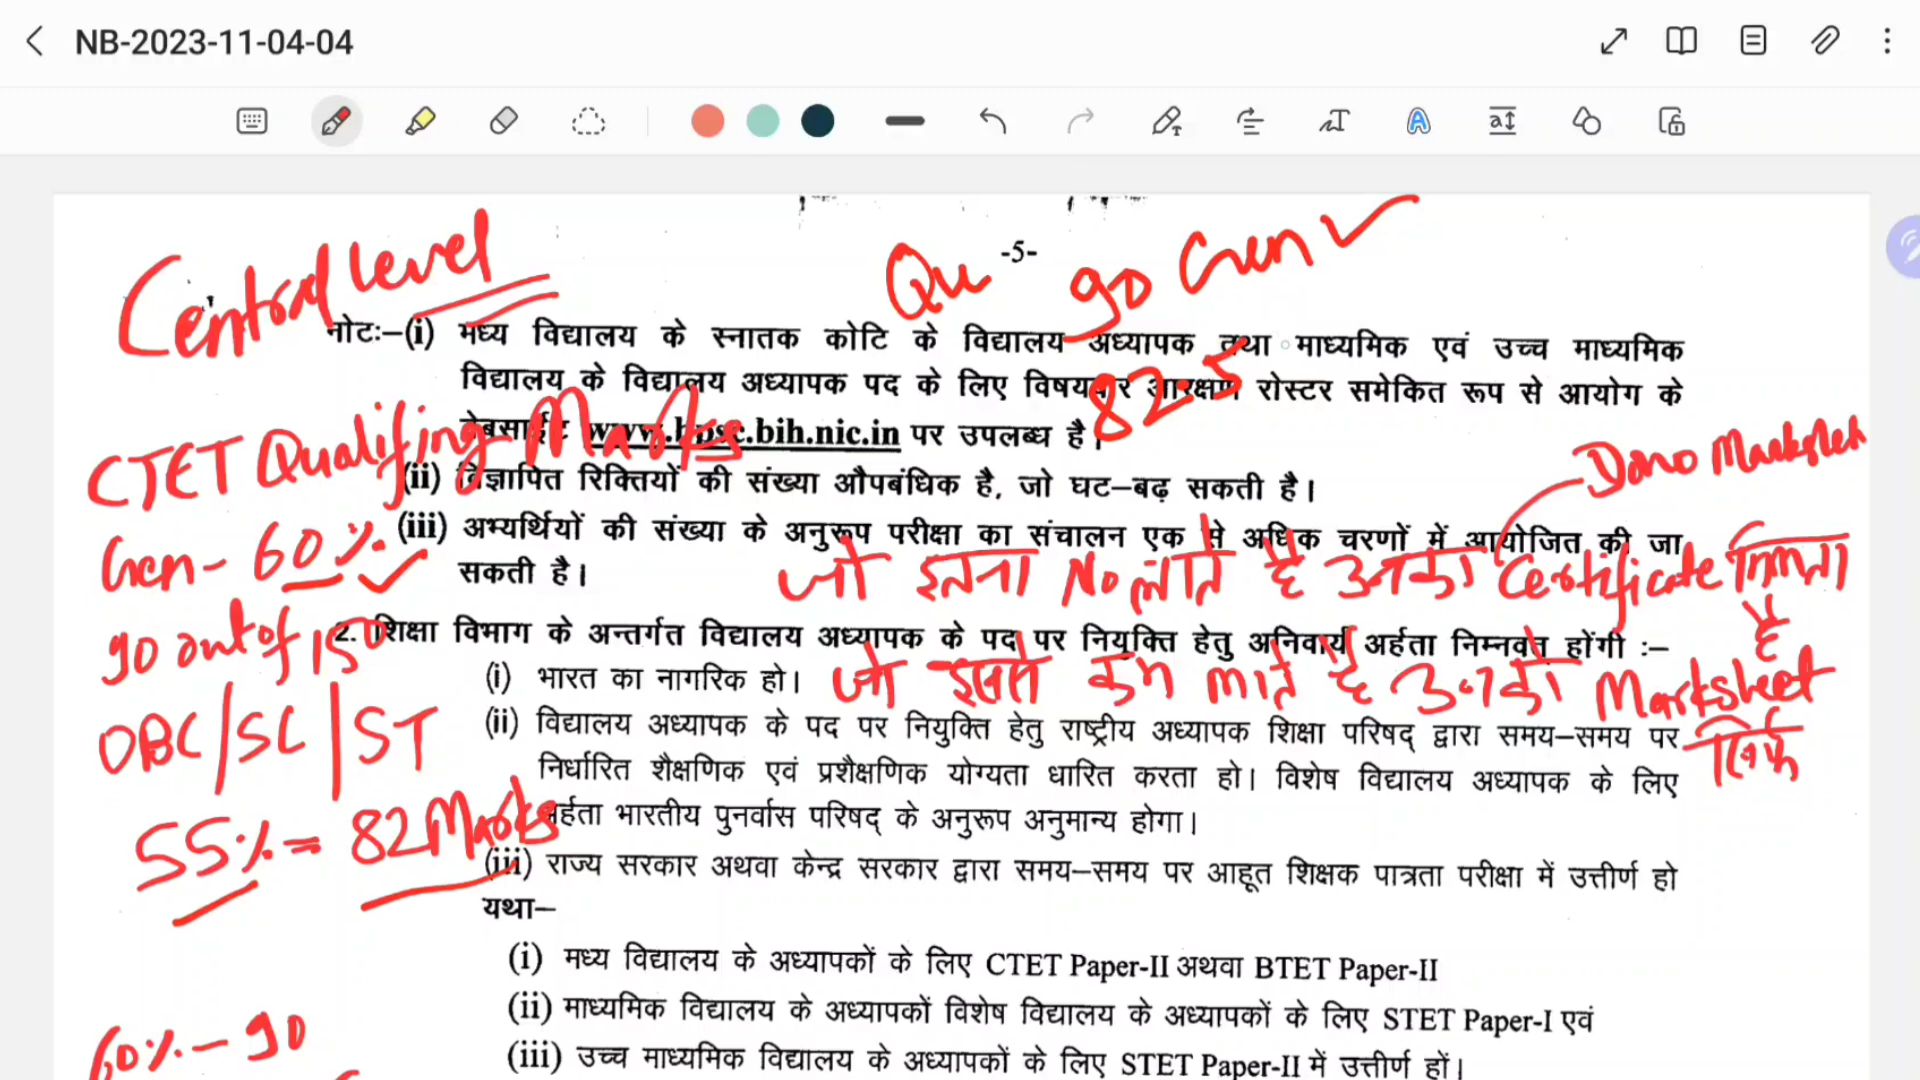 NB-2023-11-04-04
-5-
Central level
Qu 90 Gen
नोटः–(i) मध्य विद्यालय के स्नातक कोटि के विद्यालय अध्यापक तथा माध्यमिक एवं उच्च माध्यमिक
विद्यालय के विद्यालय अध्यापक पद के लिए विषयवार आरक्षण रोस्टर समेकित रूप से आयोग के
82.5
वेबसाईट www.bpsc.bih.nic.in पर उपलब्ध है।
CTET Qualifying Marks
Dono Marksheet
(ii) विज्ञापित रिक्तियों की संख्या औपबंधिक है, जो घट–बढ़ सकती है।
(iii) अभ्यर्थियों की संख्या के अनुरूप परीक्षा का संचालन एक से अधिक चरणों में आयोजित की जा
सकती है।
Gen- 60%
जो इतना No लाते है उनका Certificate मिलता है
90 out of 150
2. शिक्षा विभाग के अन्तर्गत विद्यालय अध्यापक के पद पर नियुक्ति हेतु अनिवार्य अर्हता निम्नवत होंगी :–
(i) भारत का नागरिक हो।
जो इससे कम लाते है उनको Marksheet सिर्फ
OBC/SC|ST
(ii) विद्यालय अध्यापक के पद पर नियुक्ति हेतु राष्ट्रीय अध्यापक शिक्षा परिषद् द्वारा समय–समय पर
निर्धारित शैक्षणिक एवं प्रशैक्षणिक योग्यता धारित करता हो। विशेष विद्यालय अध्यापक के लिए
अर्हता भारतीय पुनर्वास परिषद् के अनुरूप अनुमान्य होगा।
55% = 82 Marks
(iii) राज्य सरकार अथवा केन्द्र सरकार द्वारा समय–समय पर आहूत शिक्षक पात्रता परीक्षा में उत्तीर्ण हो
यथा–
(i) मध्य विद्यालय के अध्यापकों के लिए CTET Paper-II अथवा BTET Paper-II
(ii) माध्यमिक विद्यालय के अध्यापकों विशेष विद्यालय के अध्यापकों के लिए STET Paper-I एवं
60% – 90
(iii) उच्च माध्यमिक विद्यालय के अध्यापकों के लिए STET Paper-II में उत्तीर्ण हों।